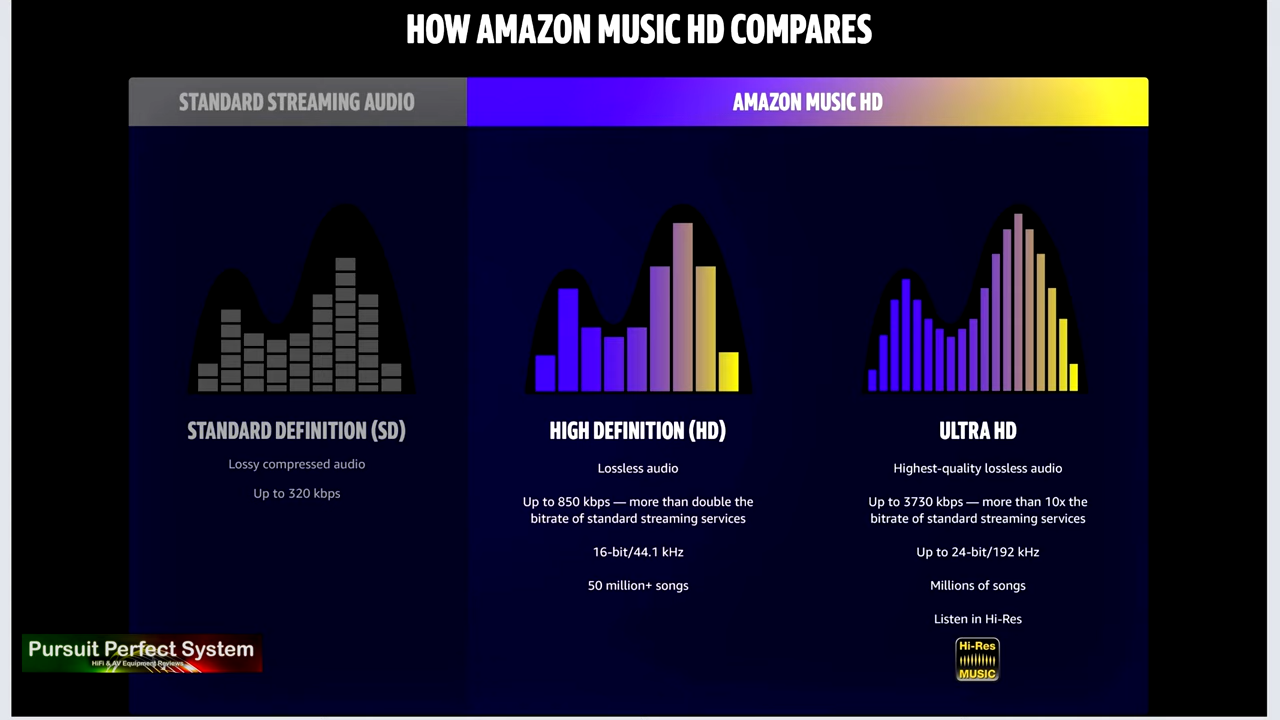 HOW AMAZON MUSIC HD COMPARES
STANDARD STREAMING AUDIO
AMAZON MUSIC HD
STANDARD DEFINITION (SD)
Lossy compressed audio
Up to 320 kbps
HIGH DEFINITION (HD)
Lossless audio
Up to 850 kbps — more than double the
bitrate of standard streaming services
16-bit/44.1 kHz
50 million+ songs
ULTRA HD
Highest-quality lossless audio
Up to 3730 kbps — more than 10x the
bitrate of standard streaming services
Up to 24-bit/192 kHz
Millions of songs
Listen in Hi-Res
Hi-Res
MUSIC
Pursuit Perfect System
HiFi & AV Equipment Reviews